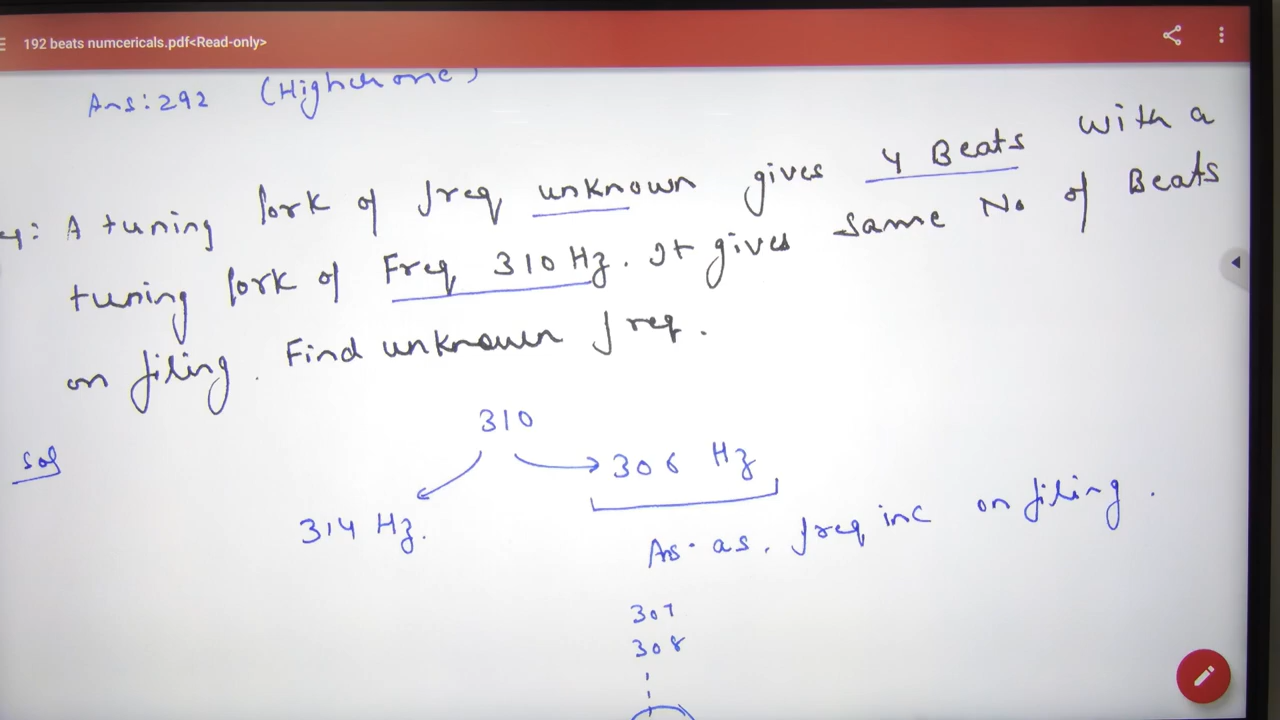 192 beats numcericals.pdf<Read-only>
Ans: 292 (Higher one)
4: A tuning fork of freq unknown gives 4 Beats with a
tuning fork of Freq 310 Hz. It gives same No of Beats
on filing. Find unknown freq.
310
Sol
306 Hz
314 Hz.
Ans. as. freq inc on filing.
307
308